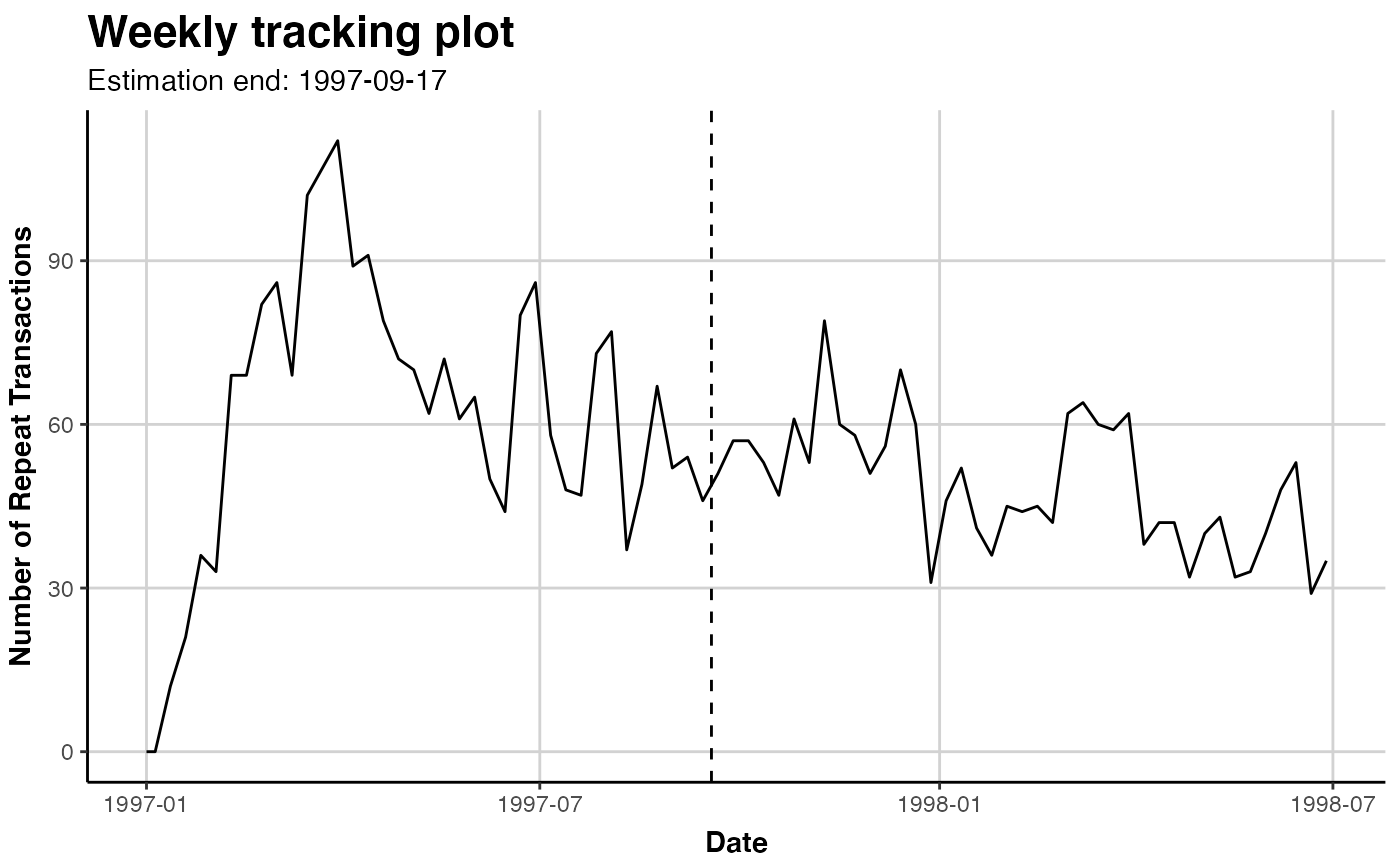 Weekly tracking plot
Estimation end: 1997-09-17
Number of Repeat Transactions
90
60
30
0
1997-01
1997-07
1998-01
1998-07
Date